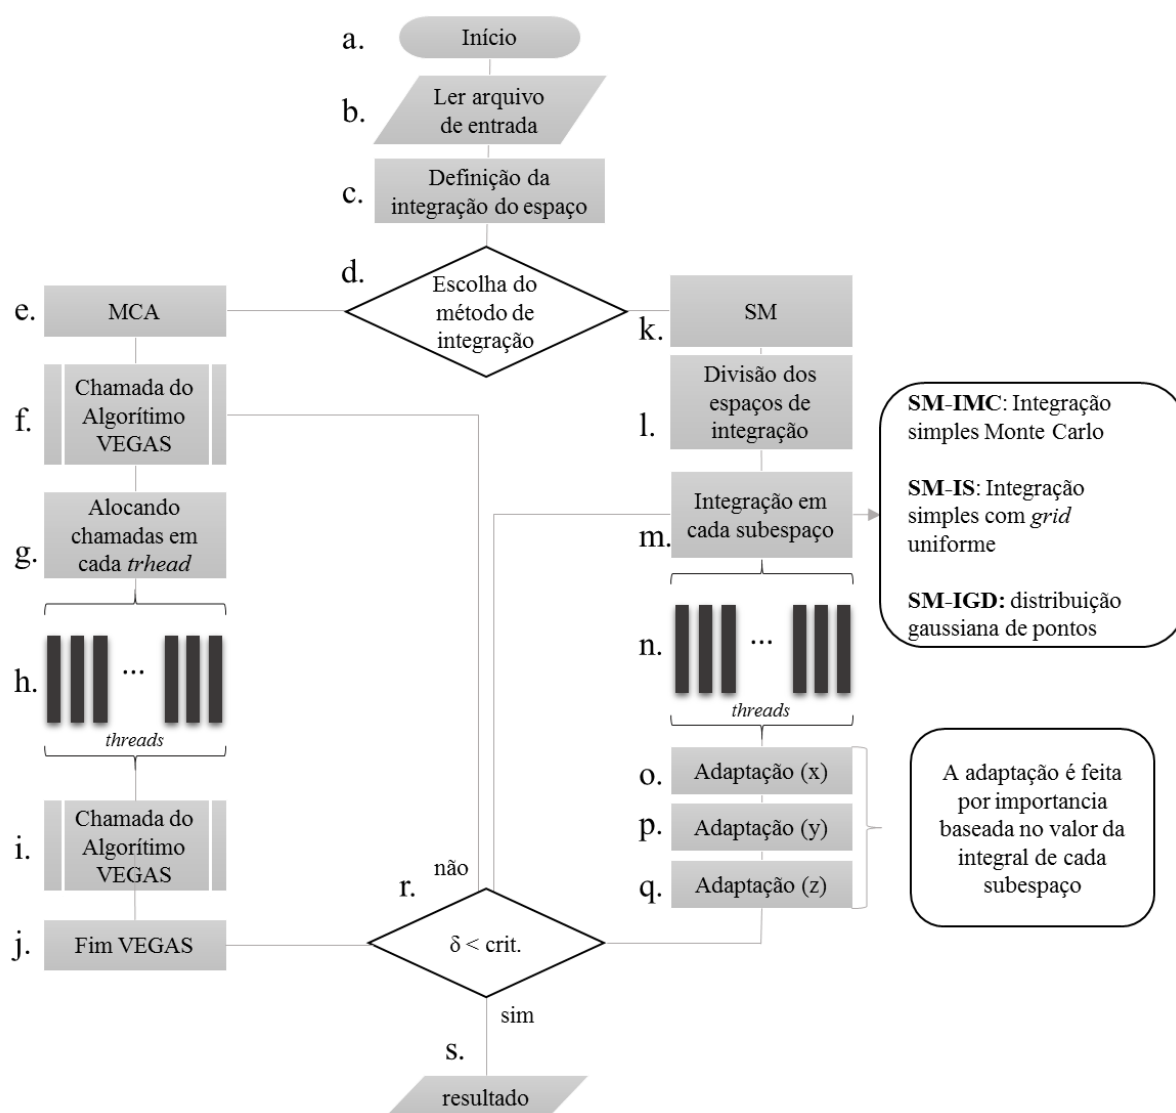 a.
Início
b.
Ler arquivo
de entrada
c.
Definição da
integração do espaço
d.
Escolha do
método de
integração
e.
MCA
f.
Chamada do
Algorítimo
VEGAS
g.
Alocando
chamadas em
cada trhead
h.
...
threads
i.
Chamada do
Algorítimo
VEGAS
j.
Fim VEGAS
k.
SM
l.
Divisão dos
espaços de
integração
m.
Integração em
cada subespaço
SM-IMC: Integração
simples Monte Carlo
SM-IS: Integração
simples com grid
uniforme
SM-IGD: distribuição
gaussiana de pontos
n.
...
threads
o.
Adaptação (x)
p.
Adaptação (y)
q.
Adaptação (z)
A adaptação é feita
por importancia
baseada no valor da
integral de cada
subespaço
não
r.
δ < crit.
sim
s.
resultado